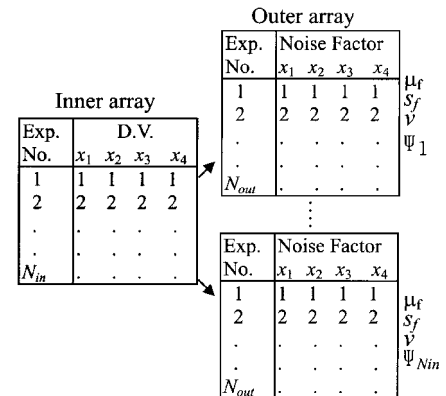 Outer array
Exp. Noise Factor
No. x1 x2 x3 x4
1 1 1 1 1
2 2 2 2 2
. . . . .
. . . . .
Nout . . . .
μf
sf
ν
Ψ1
Inner array
Exp. D.V.
No. x1 x2 x3 x4
1 1 1 1 1
2 2 2 2 2
. . . . .
. . . . .
Nin . . . .
Exp. Noise Factor
No. x1 x2 x3 x4
1 1 1 1 1
2 2 2 2 2
. . . . .
. . . . .
Nout . . . .
μf
sf
ν
ΨNin